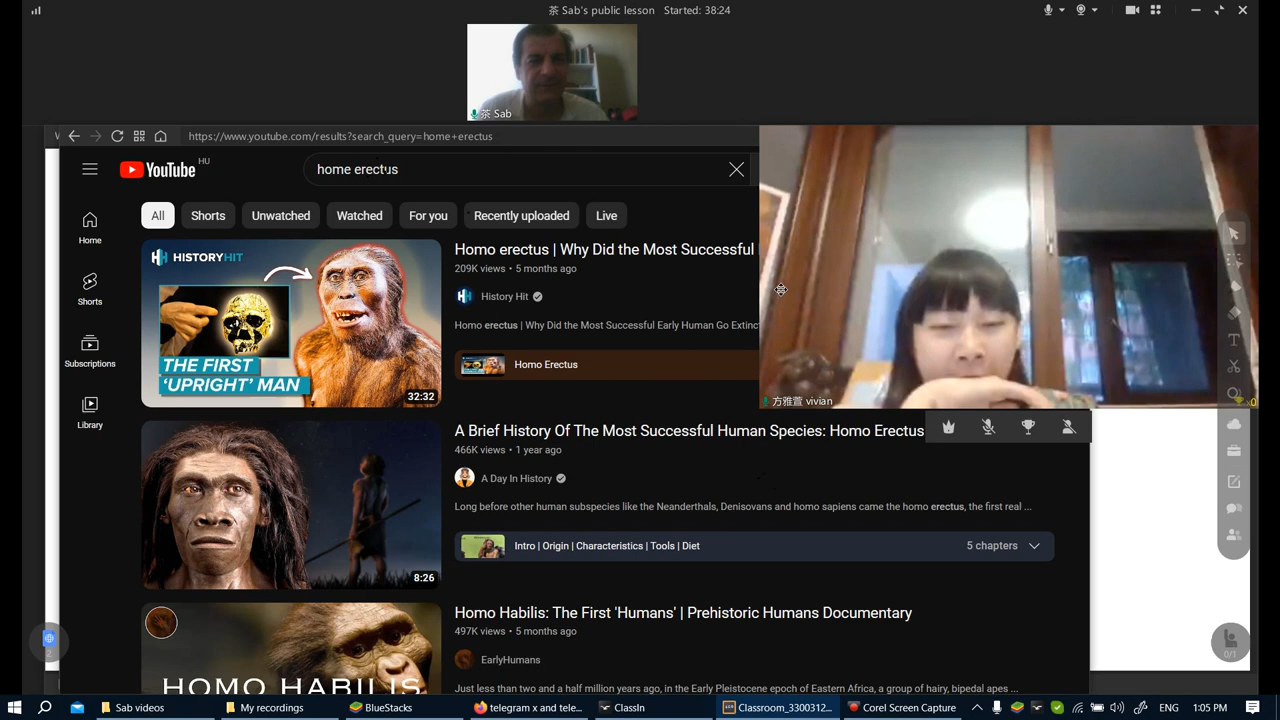 茶 Sab's public lesson Started: 38:24
茶 Sab
https://www.youtube.com/results?search_query=home+erectus
YouTube HU
home erectus
All
Shorts
Unwatched
Watched
For you
Recently uploaded
Live
Home
Shorts
Subscriptions
Library
HISTORYHIT
THE FIRST
'UPRIGHT' MAN
32:32
Homo erectus | Why Did the Most Successful
209K views • 5 months ago
History Hit
Homo erectus | Why Did the Most Successful Early Human Go Extinc
Homo Erectus
方雅萱 vivian
x0
8:26
A Brief History Of The Most Successful Human Species: Homo Erectus
466K views • 1 year ago
A Day In History
Long before other human subspecies like the Neanderthals, Denisovans and homo sapiens came the homo erectus, the first real ...
Intro | Origin | Characteristics | Tools | Diet
5 chapters
HOMO HABILIS
Homo Habilis: The First 'Humans' | Prehistoric Humans Documentary
497K views • 5 months ago
EarlyHumans
Just less than two and a half million years ago, in the Early Pleistocene epoch of Eastern Africa, a group of hairy, bipedal apes ...
2
0/1
Sab videos
My recordings
BlueStacks
telegram x and tele...
ClassIn
Classroom_3300312...
Corel Screen Capture
ENG
1:05 PM